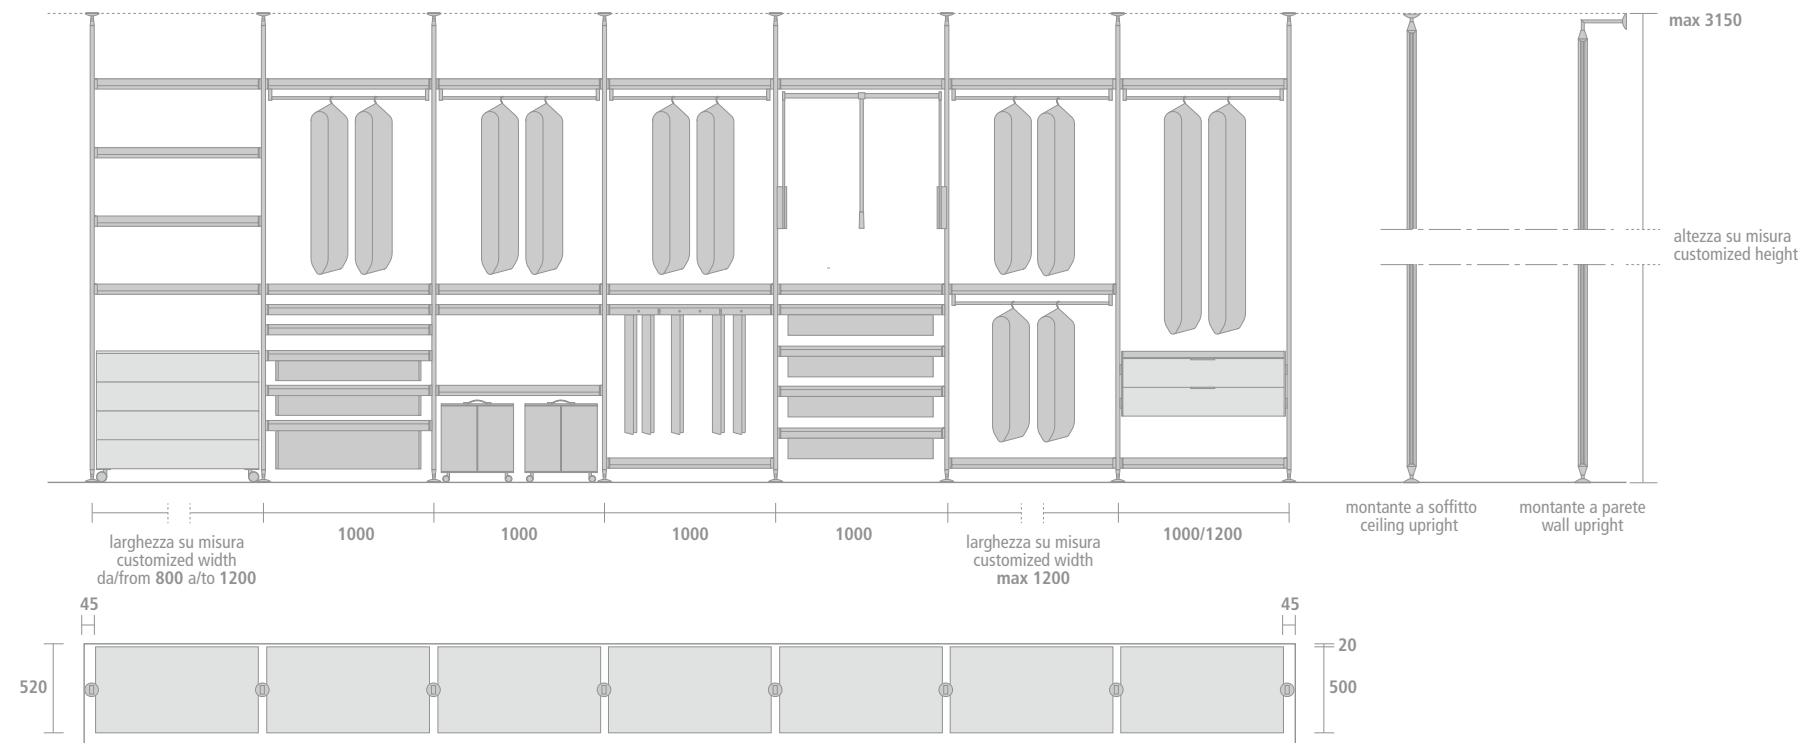 max 3150
altezza su misura
customized height
montante a soffitto
ceiling upright
montante a parete
wall upright
larghezza su misura
customized width
da/from 800 a/to 1200
1000
1000
1000
1000
larghezza su misura
customized width
max 1200
1000/1200
45
45
520
20
500